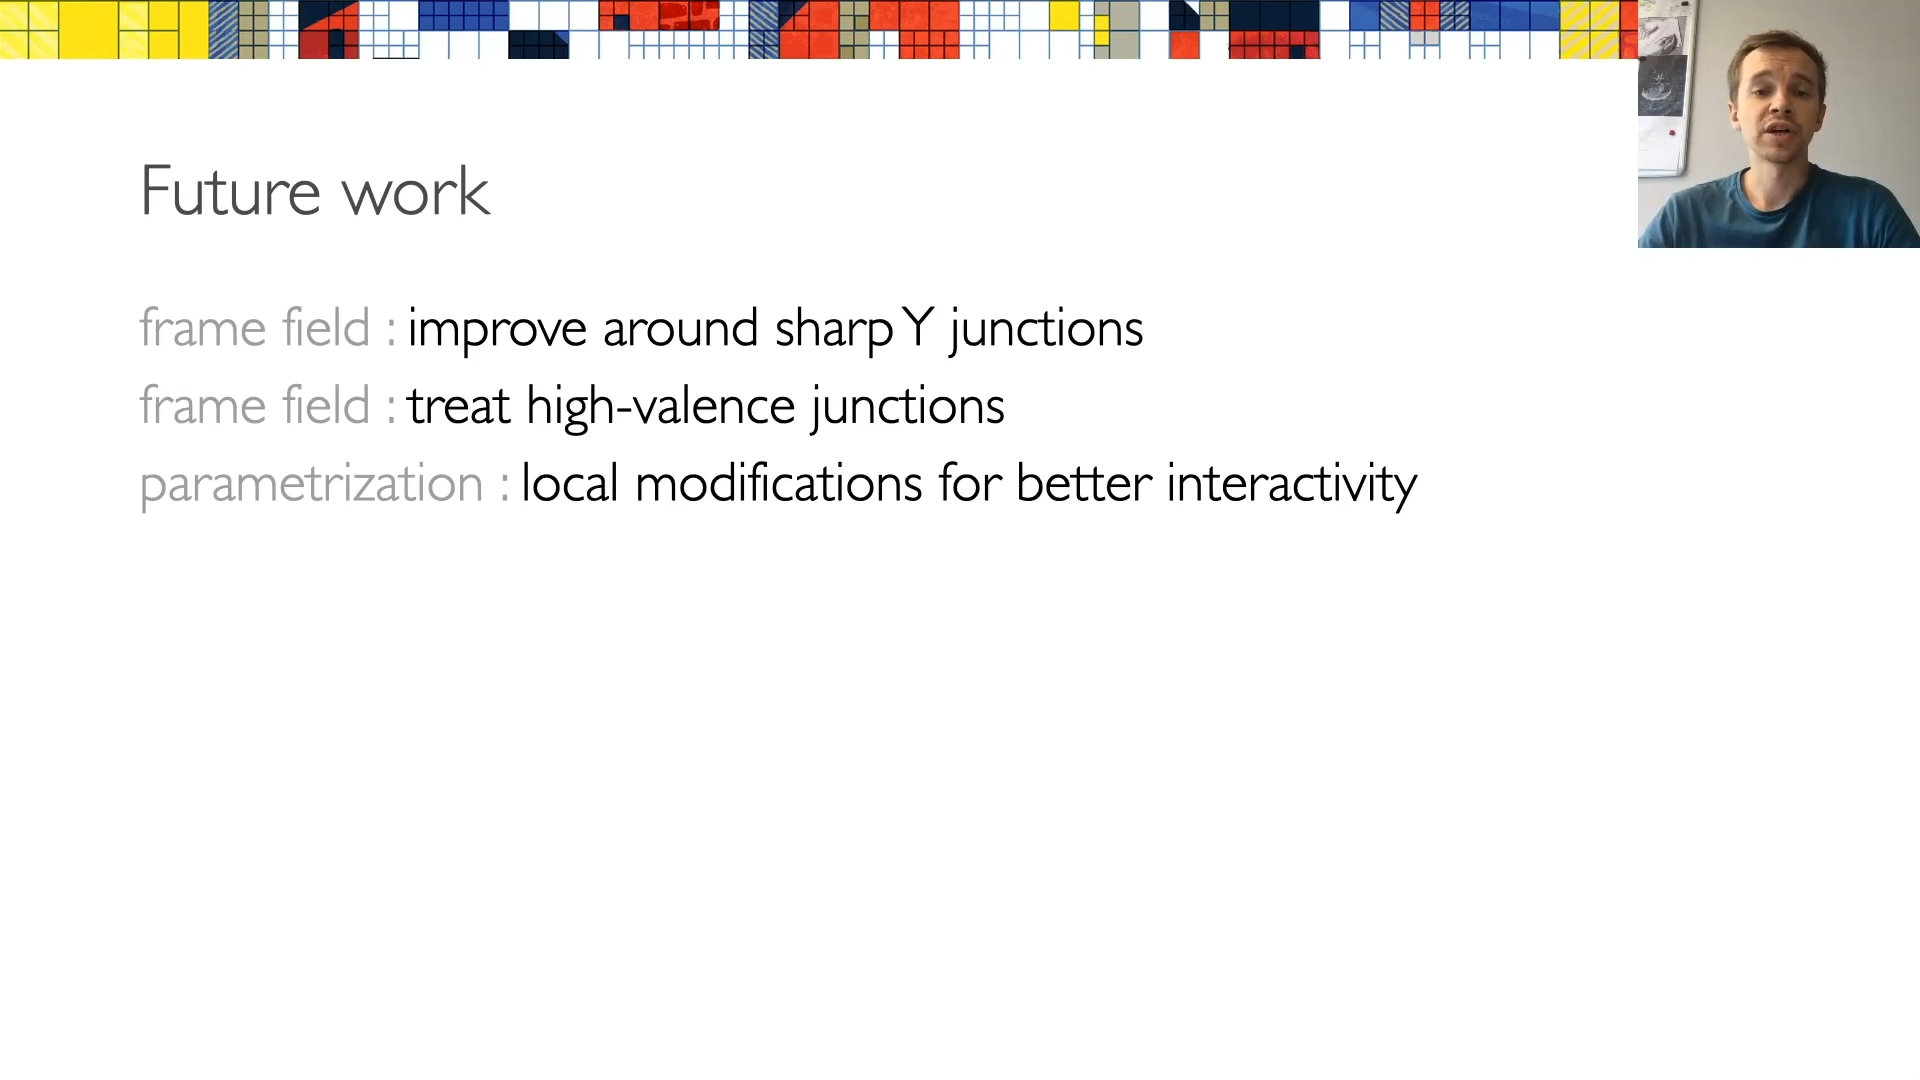 Future work
frame field : improve around sharp Y junctions
frame field : treat high-valence junctions
parametrization : local modifications for better interactivity